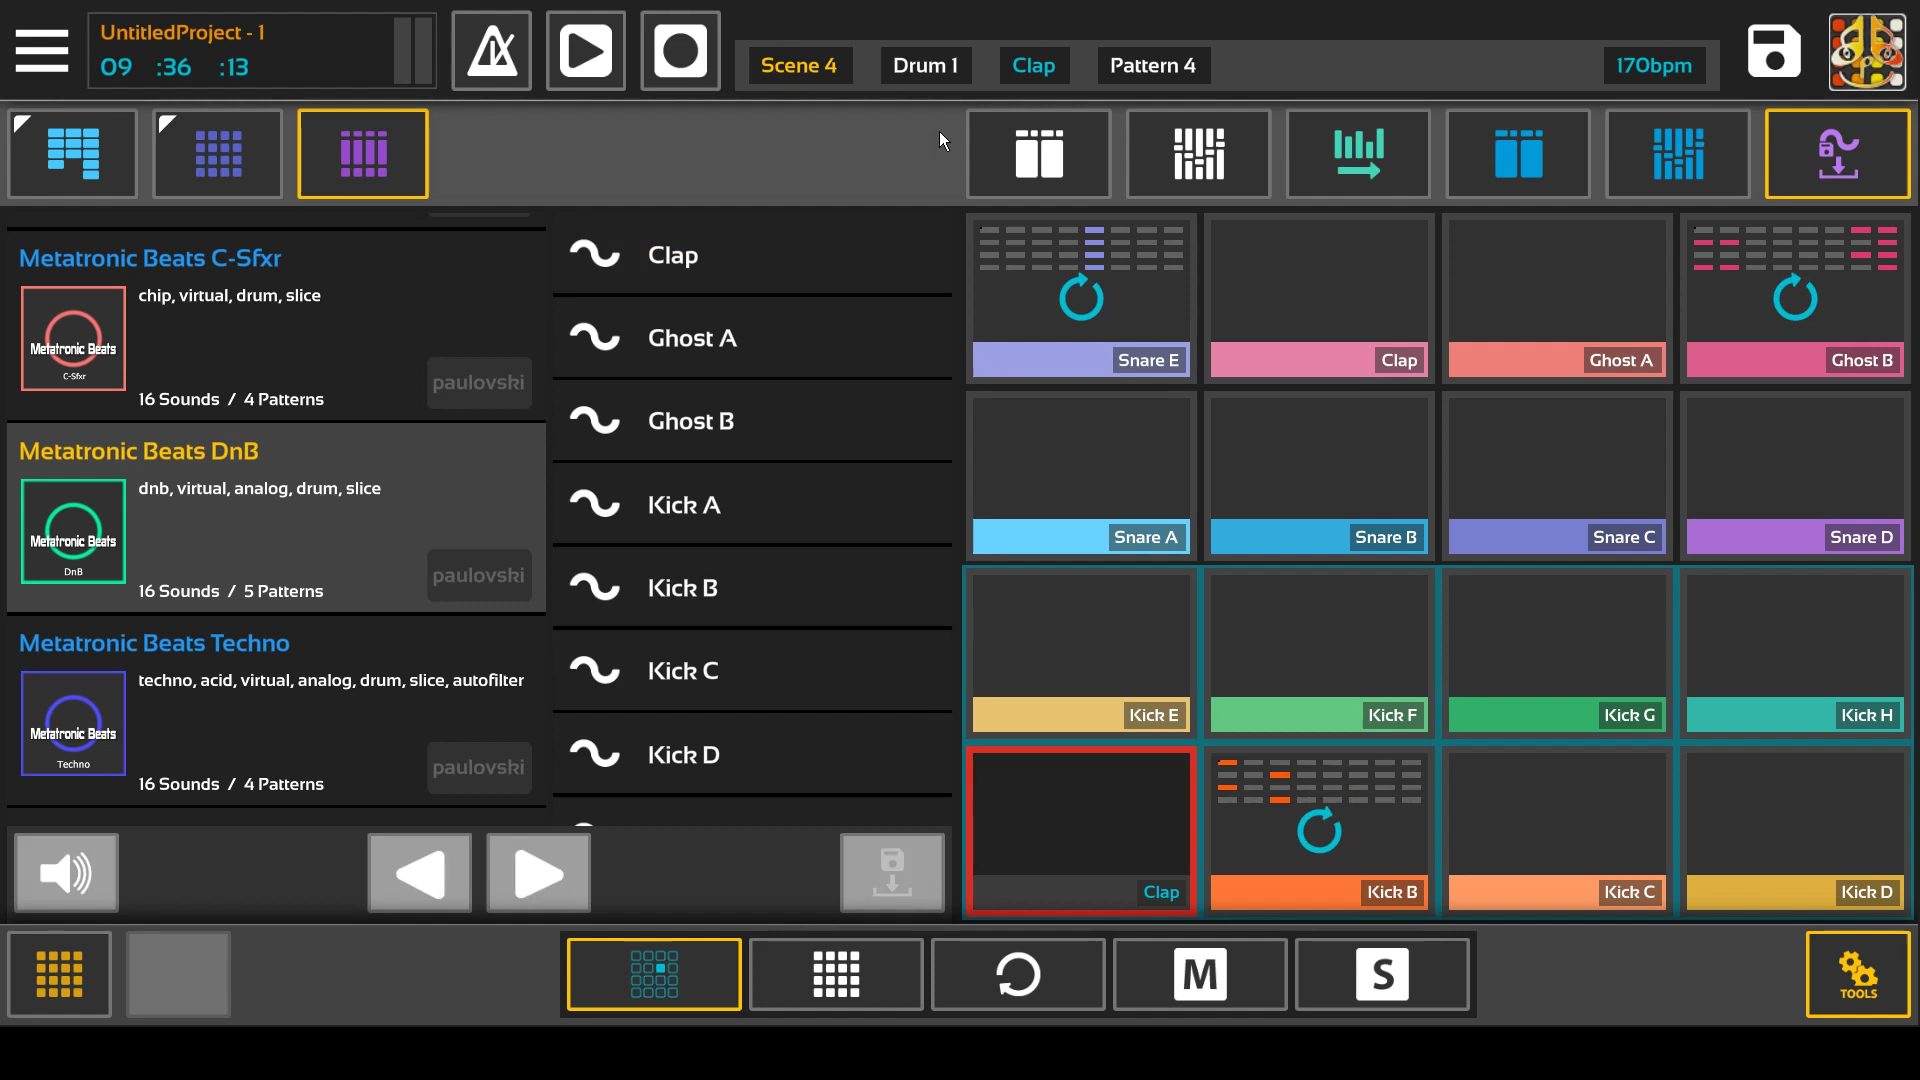 UntitledProject - 1
09 :36 :13
Scene 4
Drum 1
Clap
Pattern 4
170bpm
Metatronic Beats C-Sfxr
chip, virtual, drum, slice
Metatronic Beats
C-Sfxr
16 Sounds / 4 Patterns
paulovski
Metatronic Beats DnB
dnb, virtual, analog, drum, slice
Metatronic Beats
DnB
16 Sounds / 5 Patterns
paulovski
Metatronic Beats Techno
techno, acid, virtual, analog, drum, slice, autofilter
Metatronic Beats
Techno
16 Sounds / 4 Patterns
paulovski
Clap
Ghost A
Ghost B
Kick A
Kick B
Kick C
Kick D
Snare E
Clap
Ghost A
Ghost B
Snare A
Snare B
Snare C
Snare D
Kick E
Kick F
Kick G
Kick H
Clap
Kick B
Kick C
Kick D
M
S
TOOLS